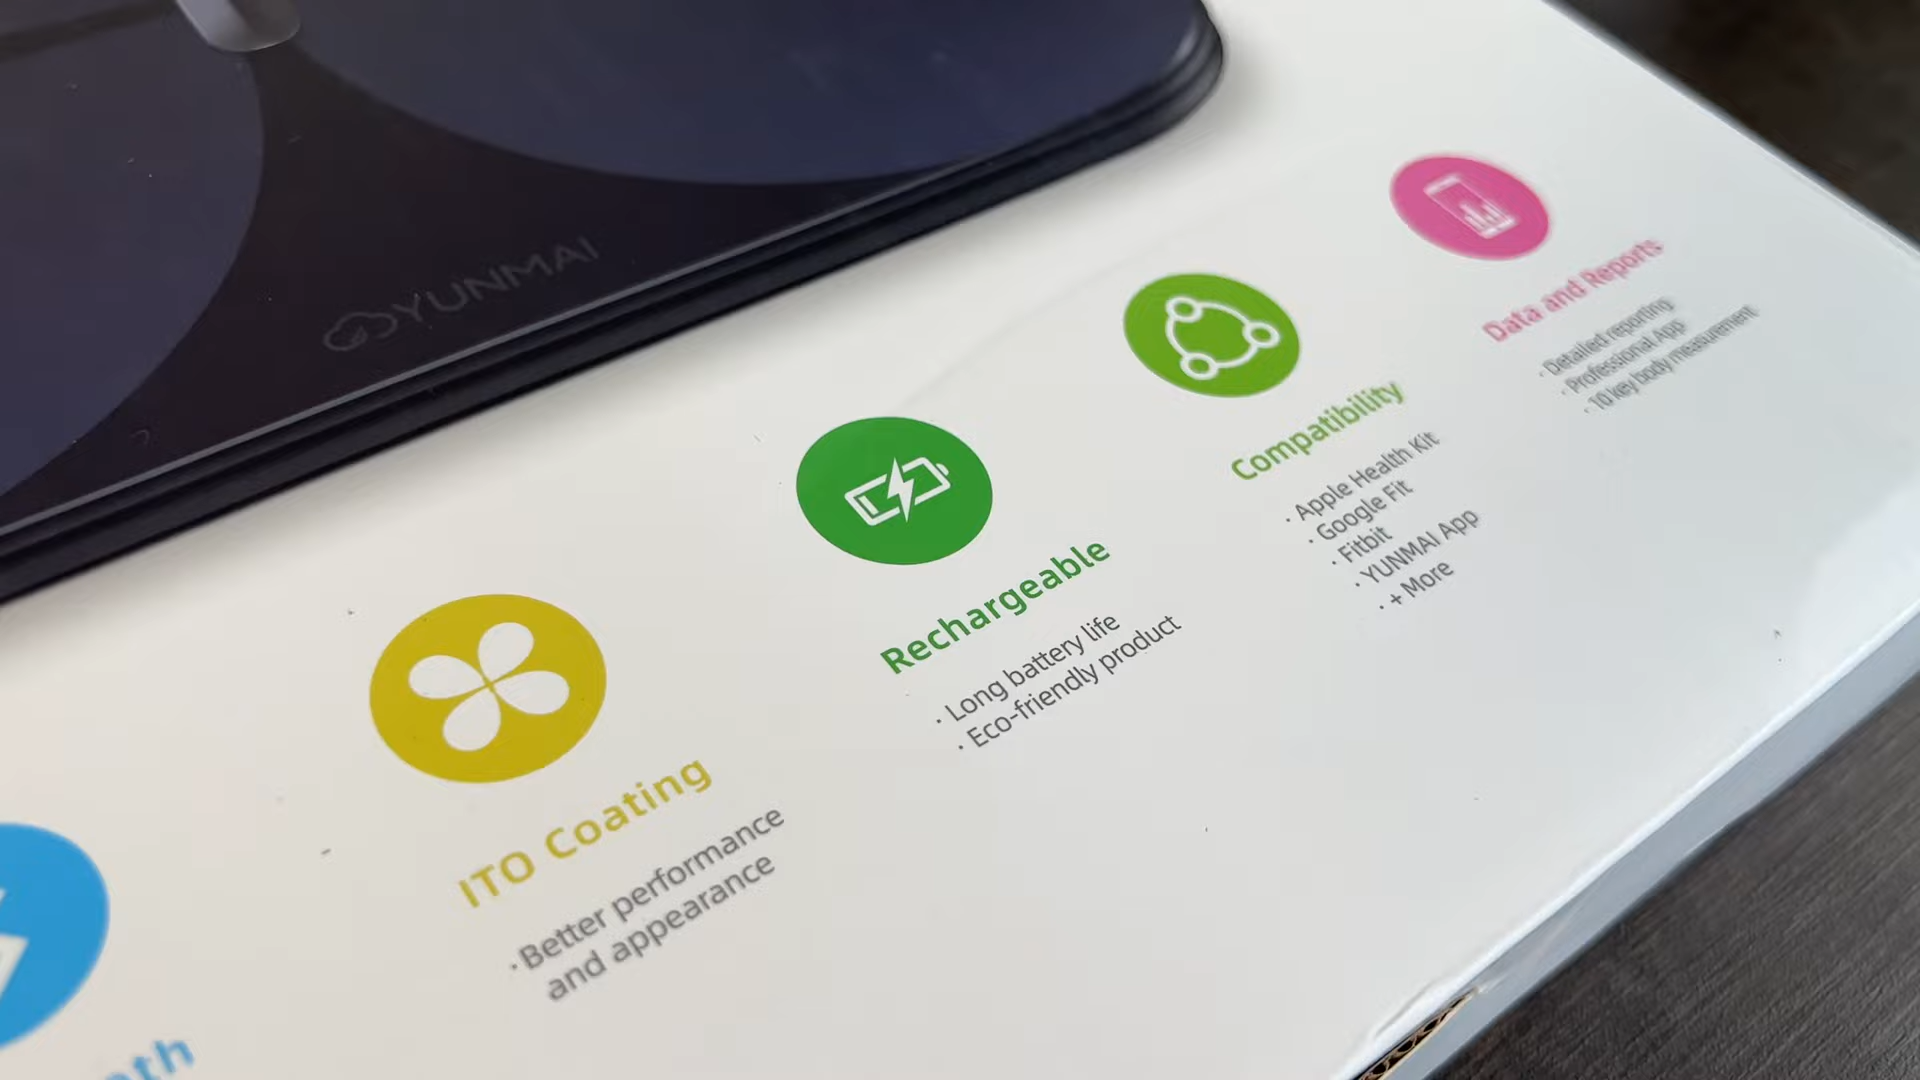 YUNMAI
ITO Coating
· Better performance
and appearance
Rechargeable
· Long battery life
· Eco-friendly product
Compatibility
· Apple Health Kit
· Google Fit
· Fitbit
· YUNMAI App
· + More
Data and Reports
· Detailed reporting
· Professional App
· 10 key body measurement